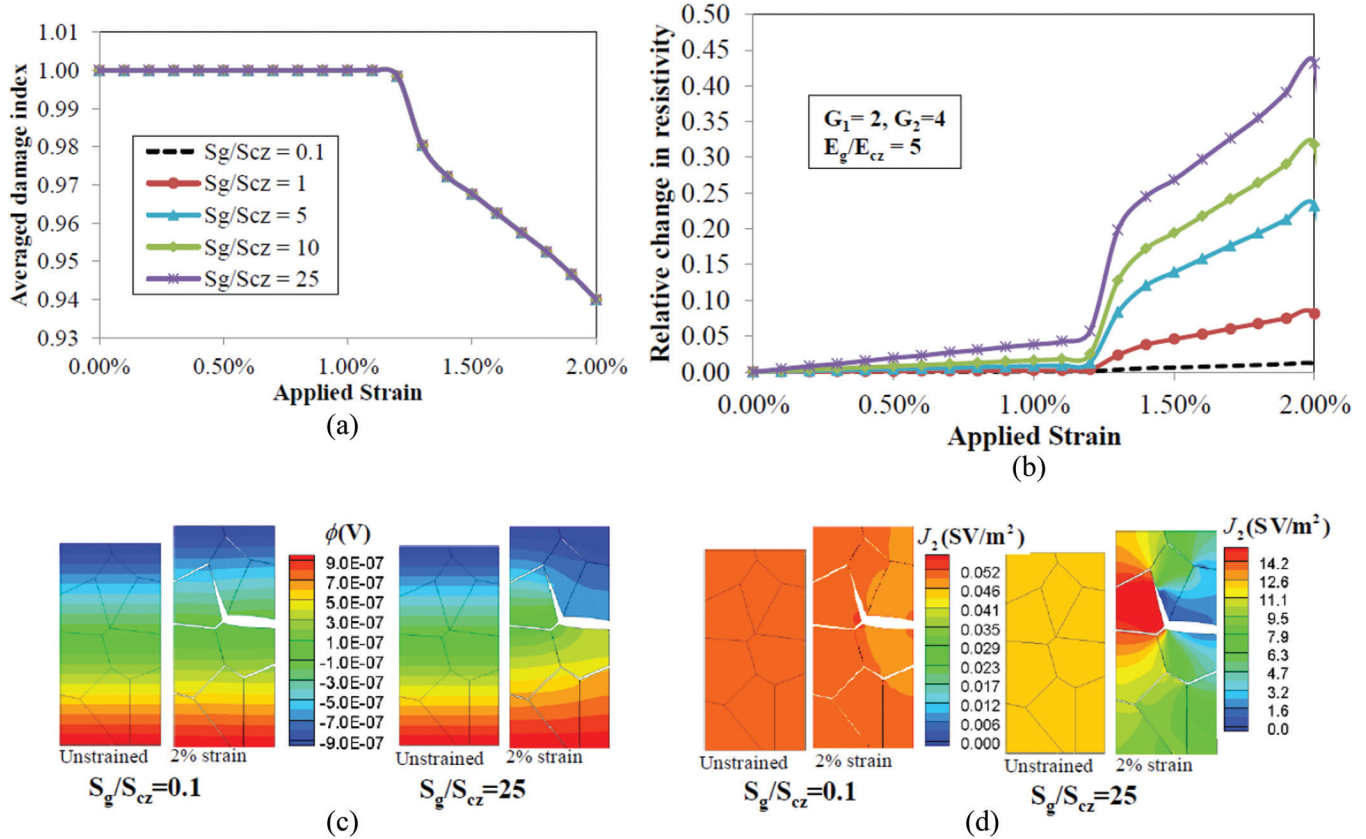 1.01
1.00
0.99
0.98
0.97
0.96
0.95
0.94
0.93
Averaged damage index
Sg/Scz = 0.1
Sg/Scz = 1
Sg/Scz = 5
Sg/Scz = 10
Sg/Scz = 25
0.00% 0.50% 1.00% 1.50% 2.00%
Applied Strain
(a)
0.50
0.45
0.40
0.35
0.30
0.25
0.20
0.15
0.10
0.05
0.00
Relative change in resistivity
G1= 2, G2=4
Eg/Ecz = 5
0.00% 0.50% 1.00% 1.50% 2.00%
Applied Strain
(b)
ϕ(V)
9.0E-07
7.0E-07
5.0E-07
3.0E-07
1.0E-07
-1.0E-07
-3.0E-07
-5.0E-07
-7.0E-07
-9.0E-07
Unstrained 2% strain
Sg/Scz=0.1
Unstrained 2% strain
Sg/Scz=25
(c)
J2(SV/m²)
0.052
0.046
0.041
0.035
0.029
0.023
0.017
0.012
0.006
0.000
Unstrained 2% strain
Sg/Scz=0.1
J2(SV/m²)
14.2
12.6
11.1
9.5
7.9
6.3
4.7
3.2
1.6
0.0
Unstrained 2% strain
Sg/Scz=25
(d)